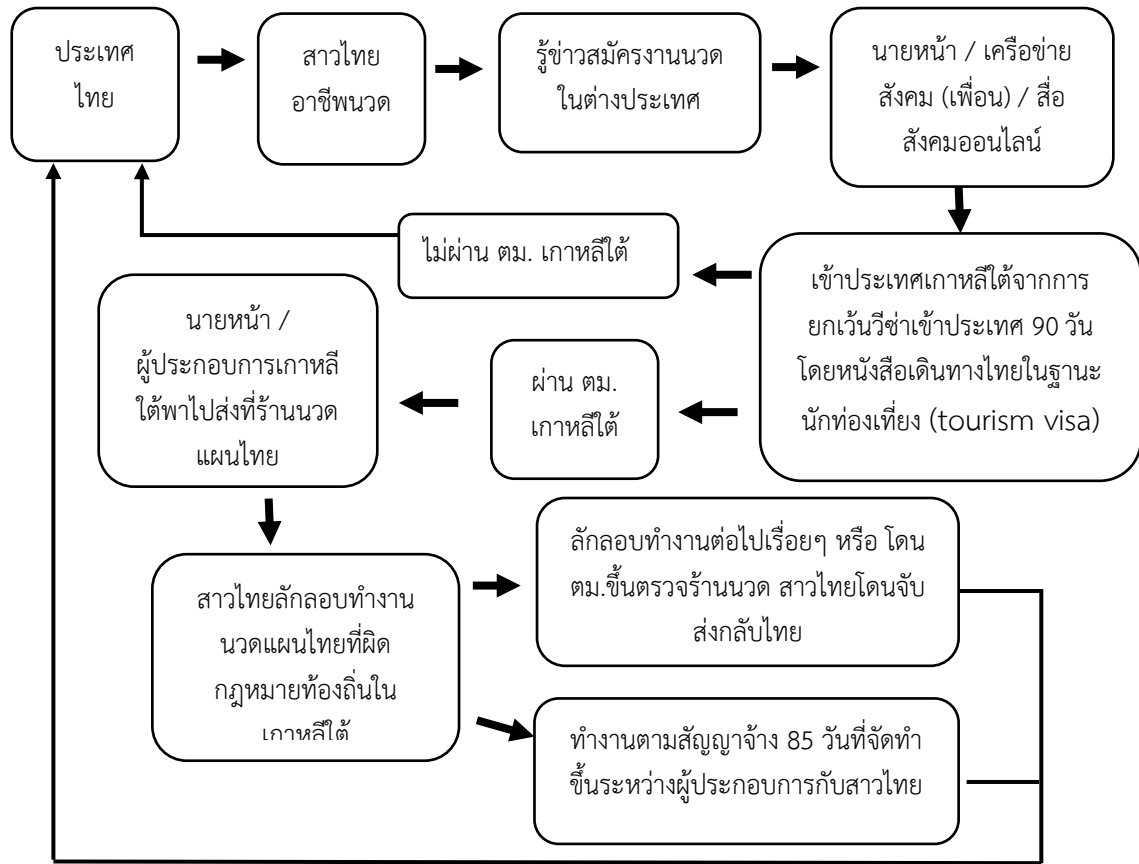 ประเทศ
ไทย
สาวไทย
อาชีพนวด
รู้ข่าวสมัครงานนวด
ในต่างประเทศ
นายหน้า / เครือข่าย
สังคม (เพื่อน) / สื่อ
สังคมออนไลน์
ไม่ผ่าน ตม. เกาหลีใต้
เข้าประเทศเกาหลีใต้จากการ
ยกเว้นวีซ่าเข้าประเทศ 90 วัน
โดยหนังสือเดินทางไทยในฐานะ
นักท่องเที่ยง (tourism visa)
ผ่าน ตม.
เกาหลีใต้
นายหน้า /
ผู้ประกอบการเกาหลี
ใต้พาไปส่งที่ร้านนวด
แผนไทย
สาวไทยลักลอบทำงาน
นวดแผนไทยที่ผิด
กฎหมายท้องถิ่นใน
เกาหลีใต้
ลักลอบทำงานต่อไปเรื่อยๆ หรือ โดน
ตม.ขึ้นตรวจร้านนวด สาวไทยโดนจับ
ส่งกลับไทย
ทำงานตามสัญญาจ้าง 85 วันที่จัดทำ
ขึ้นระหว่างผู้ประกอบการกับสาวไทย